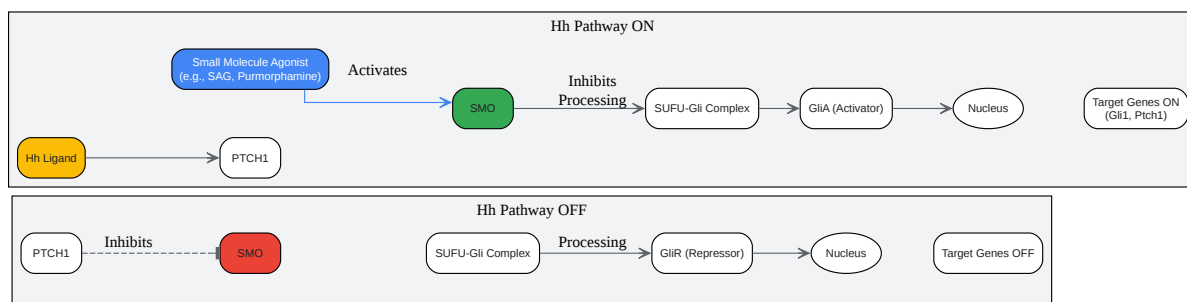 Hh Pathway ON
Small Molecule Agonist
(e.g., SAG, Purmorphamine)
Activates
Inhibits
Processing
SMO
SUFU-Gli Complex
GliA (Activator)
Nucleus
Target Genes ON
(Gli1, Ptch1)
Hh Ligand
PTCH1
Hh Pathway OFF
PTCH1
Inhibits
SMO
SUFU-Gli Complex
Processing
GliR (Repressor)
Nucleus
Target Genes OFF